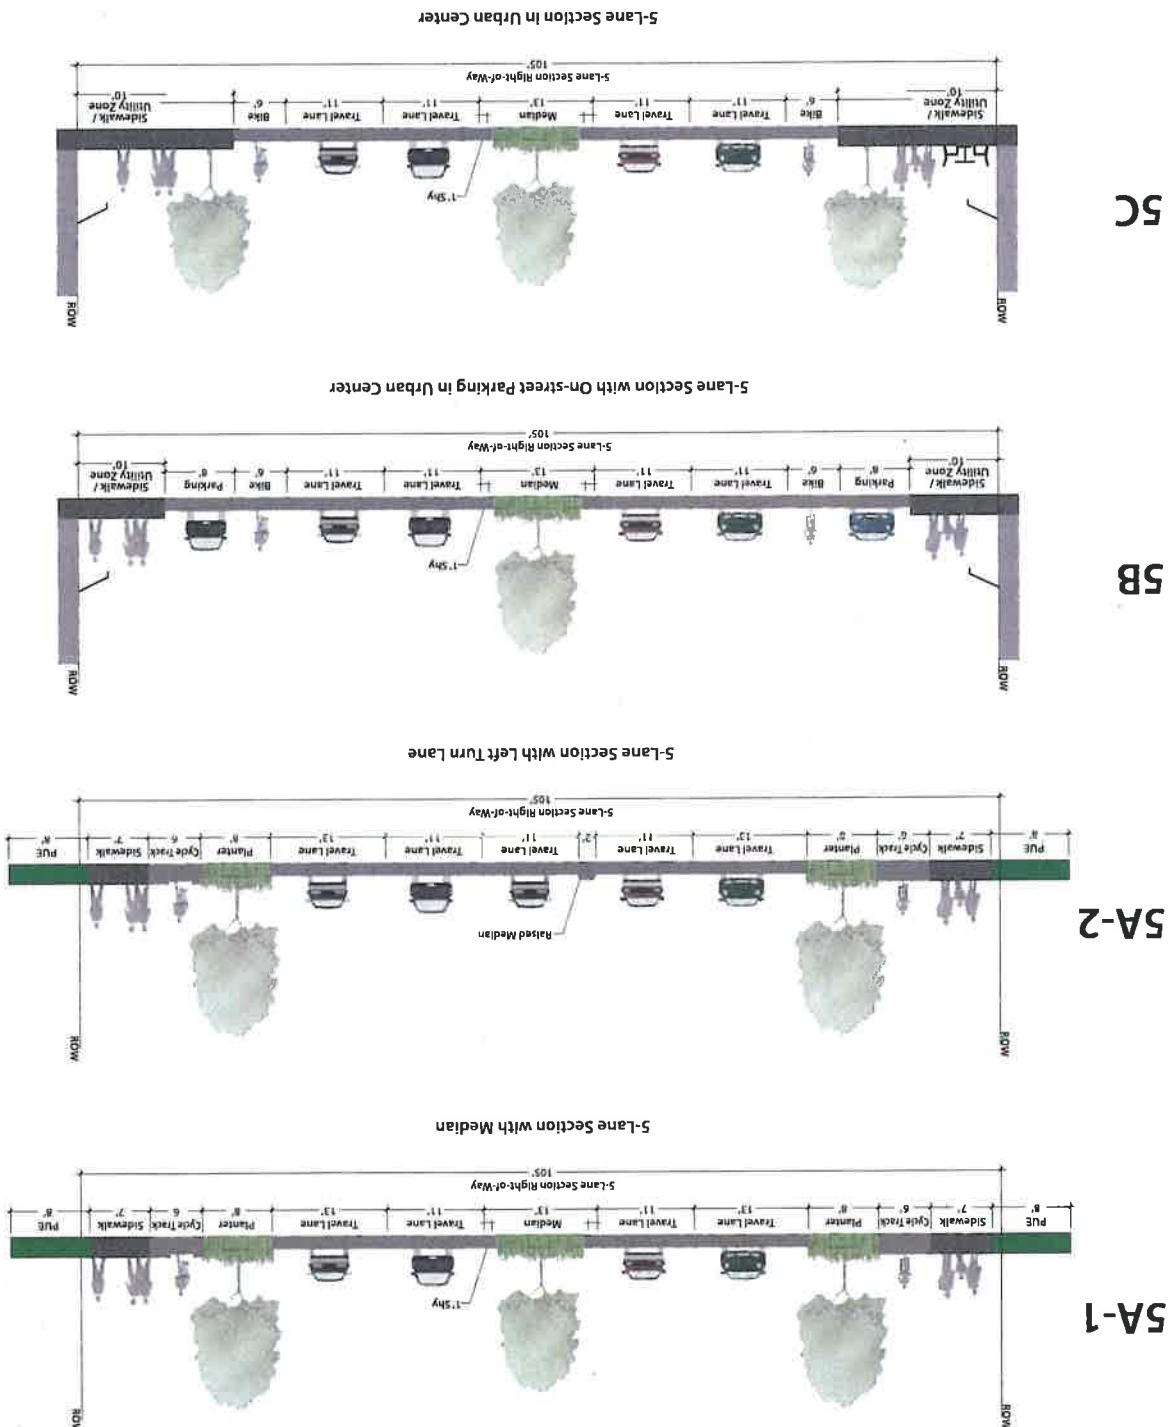 ROW ROW
5A-1
1' Shy
PUE Sidewalk Cycle Track Planter Travel Lane Travel Lane Median Travel Lane Travel Lane Planter Cycle Track Sidewalk PUE
8' 7' 6' 8' 13' 11' 13' 11' 13' 8' 6 7' 8'
5-Lane Section Right-of-Way
105'
5-Lane Section with Median
ROW ROW
5A-2
Raised Median
PUE Sidewalk Cycle Track Planter Travel Lane Travel Lane Travel Lane Travel Lane Travel Lane Planter Cycle Track Sidewalk PUE
8' 7' 6' 8' 13' 11' 2' 11' 11' 13' 8' 6 7' 8'
5-Lane Section Right-of-Way
105'
5-Lane Section with Left Turn Lane
ROW ROW
5B
1' Shy
Sidewalk / Parking Bike Travel Lane Travel Lane Median Travel Lane Travel Lane Bike Parking Sidewalk /
Utility Zone Utility Zone
10' 8' 6' 11' 11' 13' 11' 11' 6' 8' 10'
5-Lane Section Right-of-Way
105'
5-Lane Section with On-street Parking in Urban Center
ROW ROW
5C
1' Shy
Sidewalk / Bike Travel Lane Travel Lane Median Travel Lane Travel Lane Bike Sidewalk /
Utility Zone Utility Zone
10' 6' 11' 11' 13' 11' 11' 6' 10'
5-Lane Section Right-of-Way
105'
5-Lane Section in Urban Center